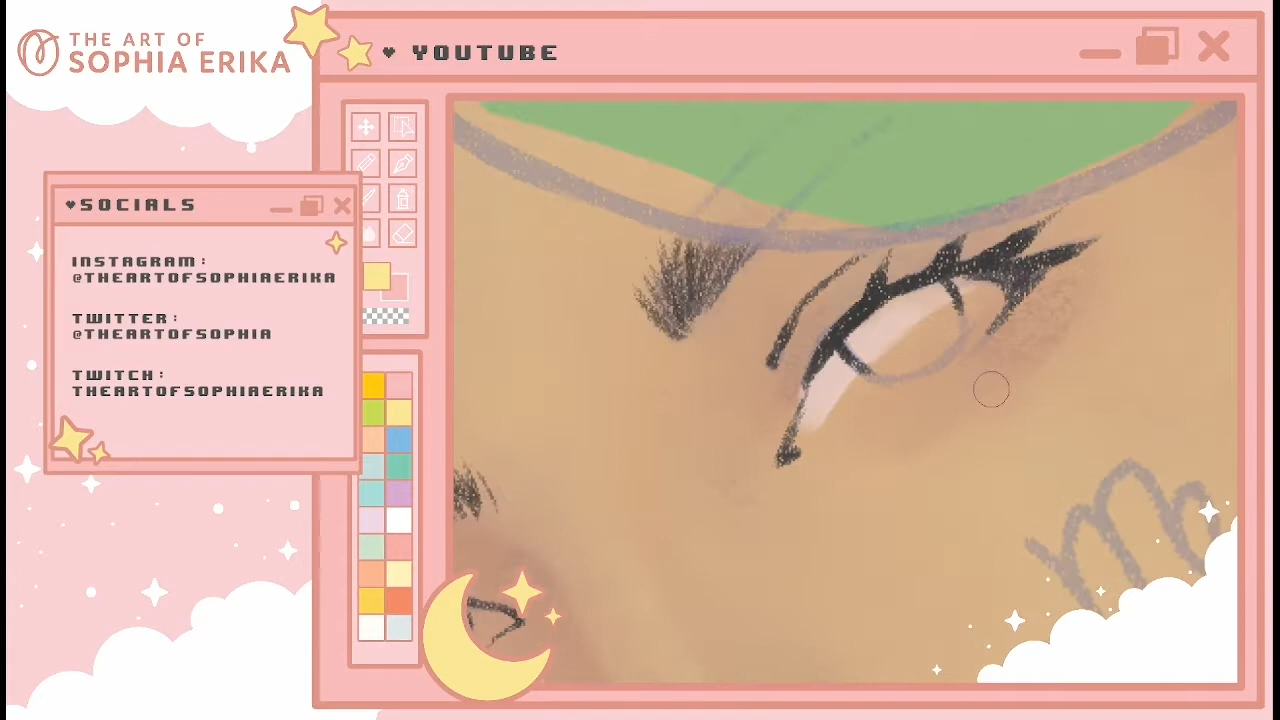 THE ART OF
SOPHIA ERIKA
YOUTUBE
SOCIALS
INSTAGRAM:
@THEARTOFSOPHIAERIKA
TWITTER:
@THEARTOFSOPHIA
TWITCH:
THEARTOFSOPHIAERIKA